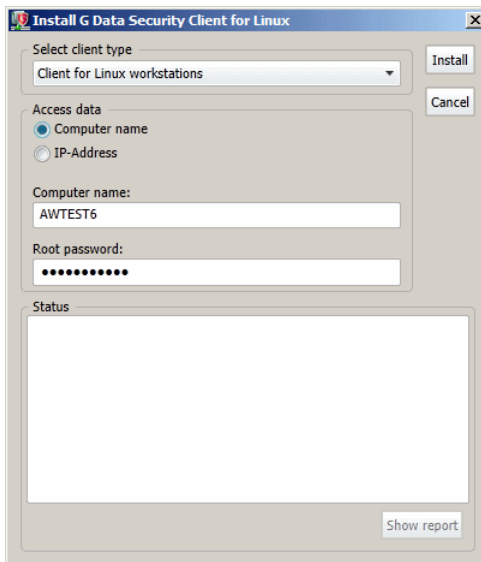 Install G Data Security Client for Linux
Select client type
Client for Linux workstations
Install
Cancel
Access data
Computer name
IP-Address
Computer name:
AWTEST6
Root password:
●●●●●●●●●●●
Status
Show report